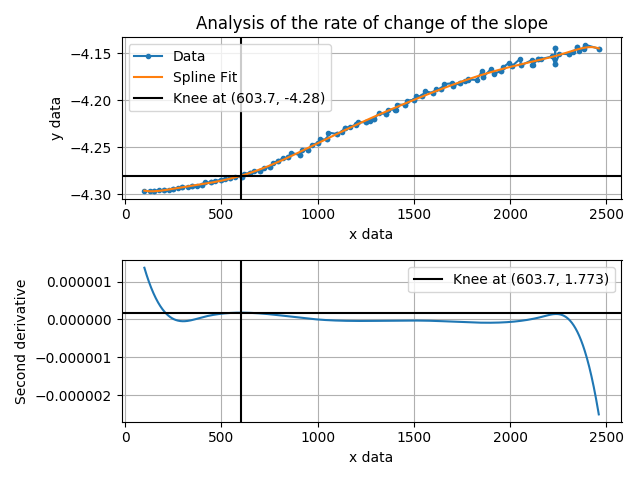 Analysis of the rate of change of the slope
−4.15
−4.20
−4.25
−4.30
y data
Data
Spline Fit
Knee at (603.7, -4.28)
0
500
1000
1500
2000
2500
x data
0.000001
0.000000
−0.000001
−0.000002
Second derivative
Knee at (603.7, 1.773)
0
500
1000
1500
2000
2500
x data